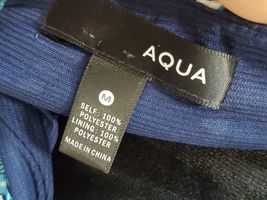 AQUA
M
SELF: 100%
POLYESTER
LINING: 100%
POLYESTER
MADE IN CHINA